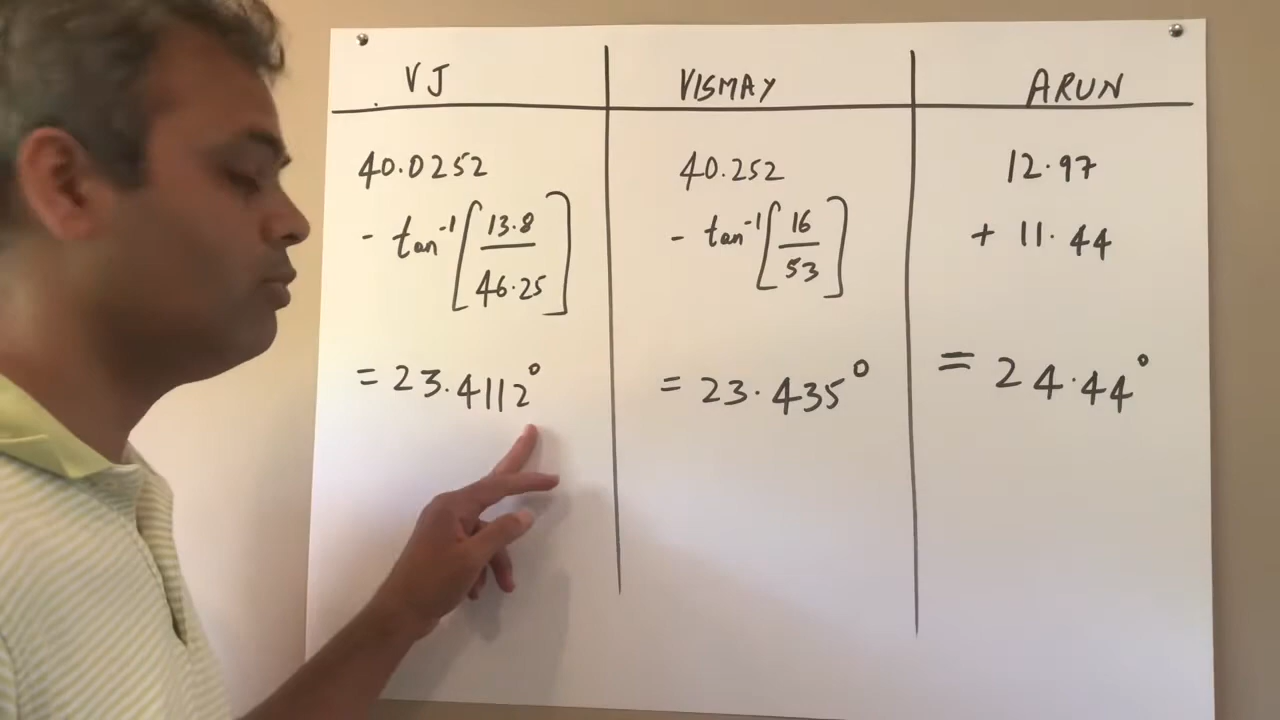 VJ
40.0252
- tan⁻¹[13.8/46.25]
= 23.4112°
VISMAY
40.252
- tan⁻¹[16/53]
= 23.435°
ARUN
12.97
+ 11.44
= 24.44°